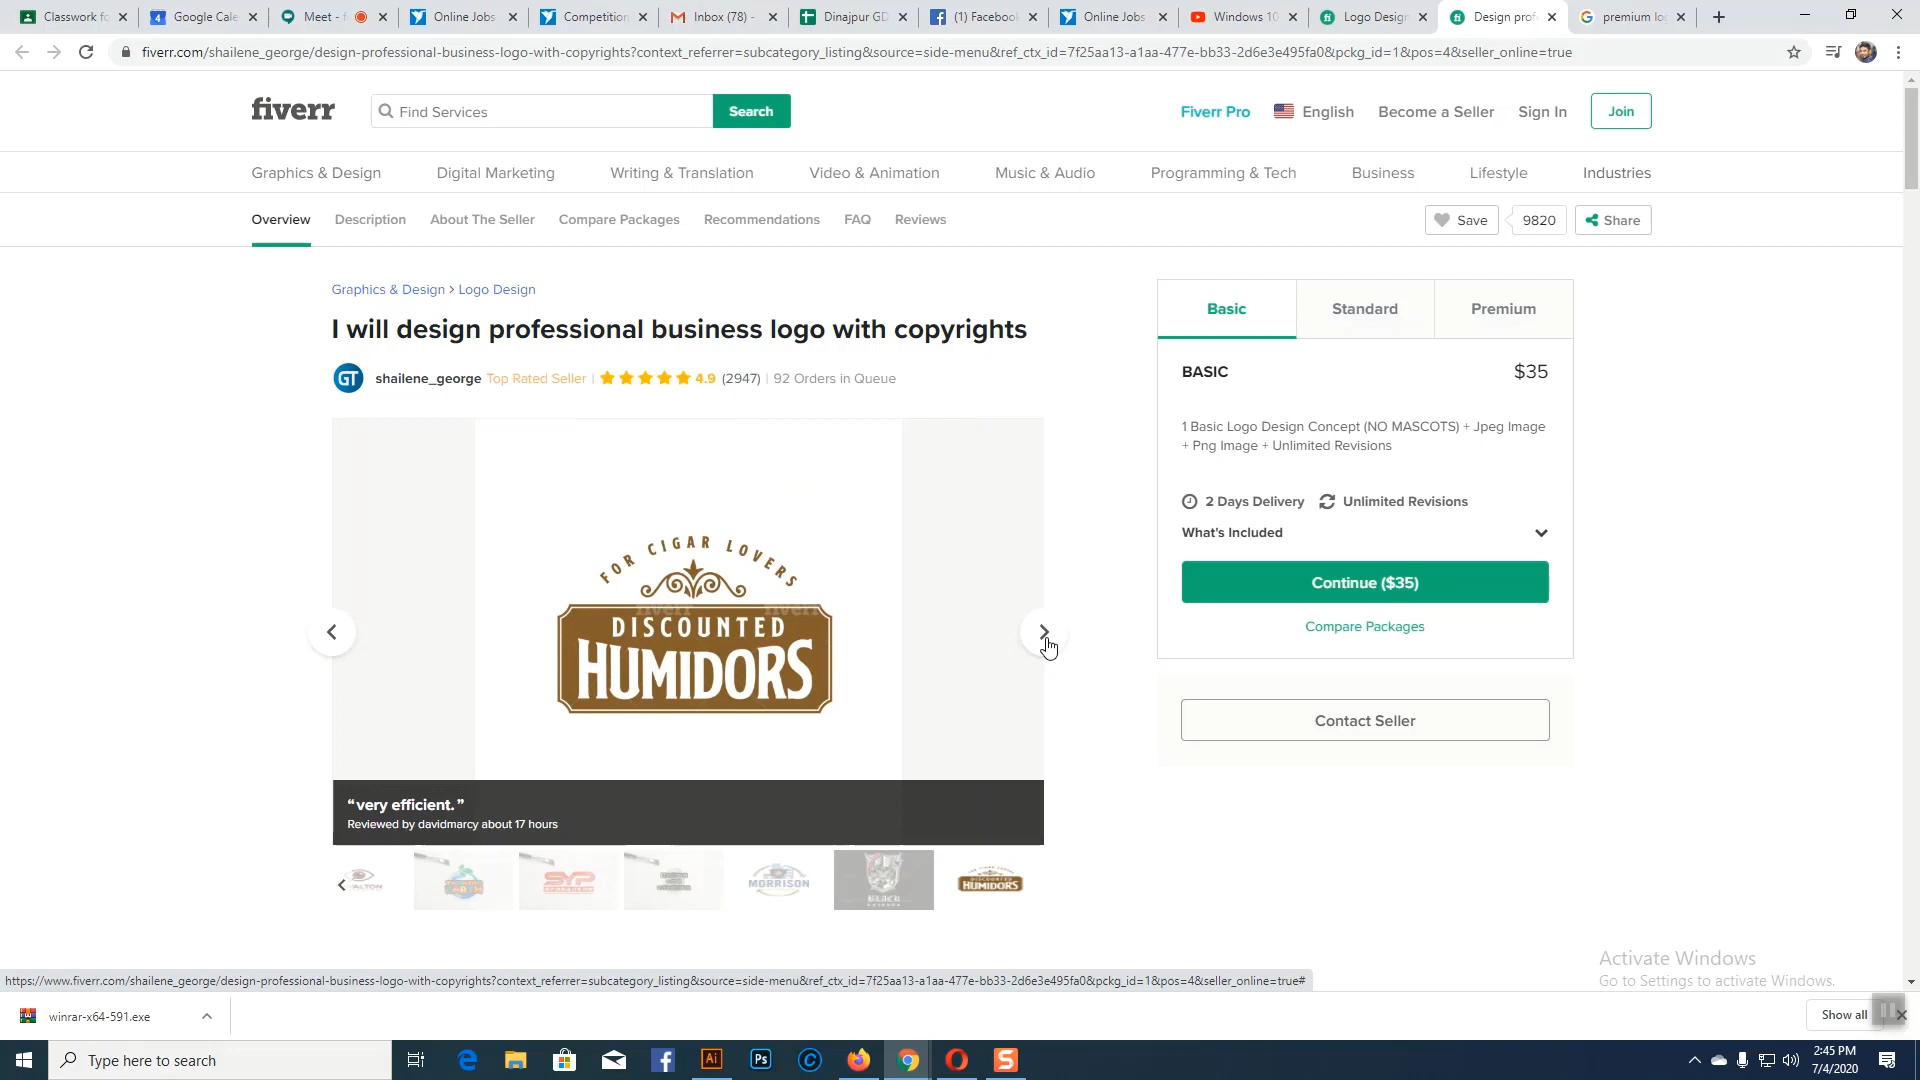 Classwork fo
Google Cale
Meet - f
Online Jobs
Competition
Inbox (78) -
Dinajpur GD
(1) Facebook
Online Jobs
Windows 10
Logo Design
Design prof
premium lo
fiverr.com/shailene_george/design-professional-business-logo-with-copyrights?context_referrer=subcategory_listing&source=side-menu&ref_ctx_id=7f25aa13-a1aa-477e-bb33-2d6e3e495fa0&pckg_id=1&pos=4&seller_online=true
fiverr
Find Services
Search
Fiverr Pro
English
Become a Seller
Sign In
Join
Graphics & Design
Digital Marketing
Writing & Translation
Video & Animation
Music & Audio
Programming & Tech
Business
Lifestyle
Industries
Overview
Description
About The Seller
Compare Packages
Recommendations
FAQ
Reviews
Save
9820
Share
Graphics & Design > Logo Design
I will design professional business logo with copyrights
GT
shailene_george Top Rated Seller | 4.9 (2947) | 92 Orders in Queue
FOR CIGAR LOVERS
DISCOUNTED
HUMIDORS
"very efficient."
Reviewed by davidmarcy about 17 hours
ALTON
SYP
MORRISON
BLACK
DISCOUNTED
HUMIDORS
Basic
Standard
Premium
BASIC
$35
1 Basic Logo Design Concept (NO MASCOTS) + Jpeg Image
+ Png Image + Unlimited Revisions
2 Days Delivery
Unlimited Revisions
What's Included
Continue ($35)
Compare Packages
Contact Seller
Activate Windows
Go to Settings to activate Windows.
https://www.fiverr.com/shailene_george/design-professional-business-logo-with-copyrights?context_referrer=subcategory_listing&source=side-menu&ref_ctx_id=7f25aa13-a1aa-477e-bb33-2d6e3e495fa0&pckg_id=1&pos=4&seller_online=true#
winrar-x64-591.exe
Show all
Type here to search
Ai
Ps
2:45 PM
7/4/2020